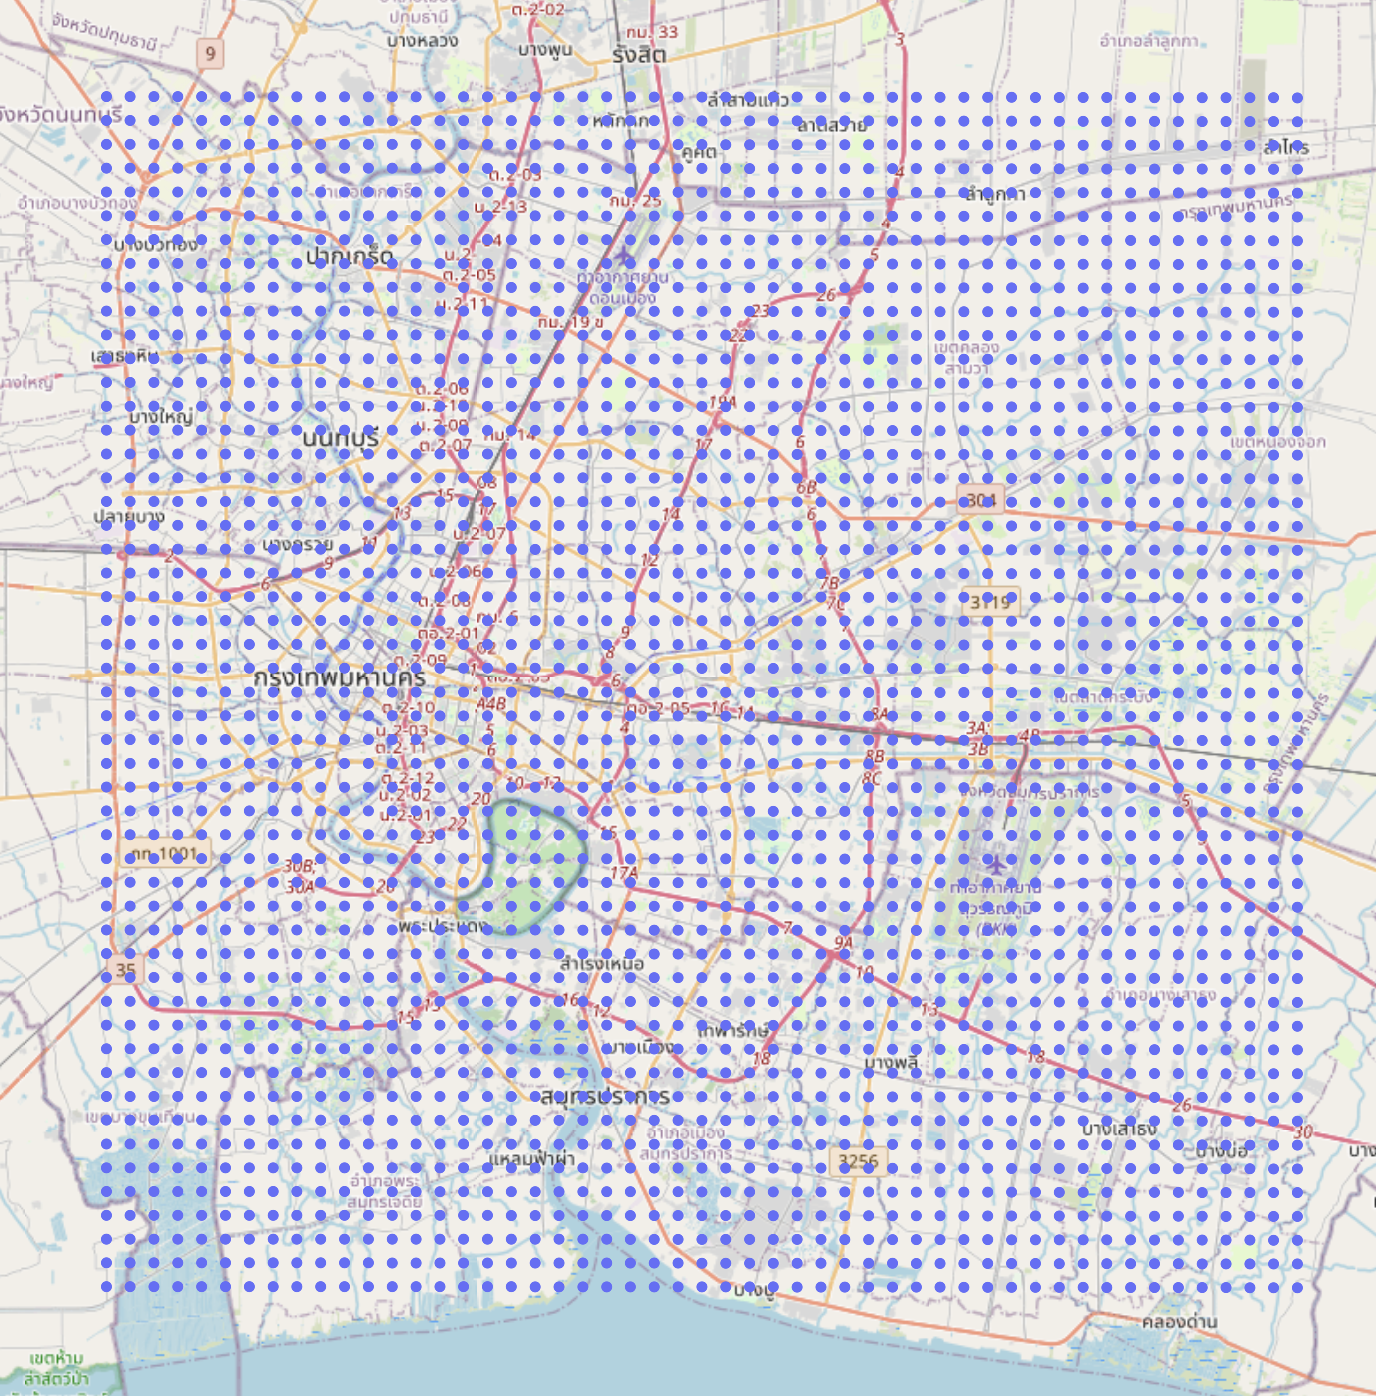 ต.2-02
จังหวัดปทุมธานี
ปทุมธานี
บางหลวง
กม. 33
3
อำเภอลำลูกกา
9
บางพูน
รังสิต
ลำสามแก้ว
จังหวัดนนทบุรี
ลาดสวาย
คูคต
ลำไทร
ต.2-03
4
ลำลูกกา
อำเภอบางบัวทอง
น.2-13
กม. 25
กรุงเทพมหานคร
4
บางบัวทอง
ปากเกร็ด
5
ต.2-05
ท่าอากาศยาน
ดอนเมือง
น.2-11
26
23
กม. 19 ข
22
เขตคลอง
สามวา
บางใหญ่
ต.2-06
19A
บางใหญ่
นนทบุรี
ต.2-07
กม. 14
17
6
เขตหนองจอก
15
6B
304
ปลายบาง
13
17
14
6
น.2-07
11
บางกรวย
2
9
12
6
7B
3119
กม. 6
ตอ.2-01
9
02
8
ต.2-09
กรุงเทพมหานคร
6
เขตลาดกระบัง
ต.2-10
A4B
ตอ.2-05
14
8A
น.2-03
5
4
3A;
3B
ต.2-11
6
8B
8C
ต.2-12
10
12
จังหวัดสมุทรปราการ
กรุงเทพมหานคร
น.2-02
20
5
น.2-01
22
23
15
กท.1001
30B;
30A
17A
26
ท่าอากาศยาน
สุวรรณภูมิ
(BKK)
พระประแดง
7
9A
35
สำโรงเหนือ
10
อำเภอบางเสาธง
13
16
12
13
15
เทพารักษ์
18
18
บางเมือง
บางพลี
สมุทรปราการ
26
30
เขตบางขุนเทียน
บางเสาธง
อำเภอเมือง
สมุทรปราการ
บางบ่อ
แหลมฟ้าผ่า
3256
อำเภอพระ
สมุทรเจดีย์
บางปู
คลองด่าน
เขตห้าม
ล่าสัตว์ป่า